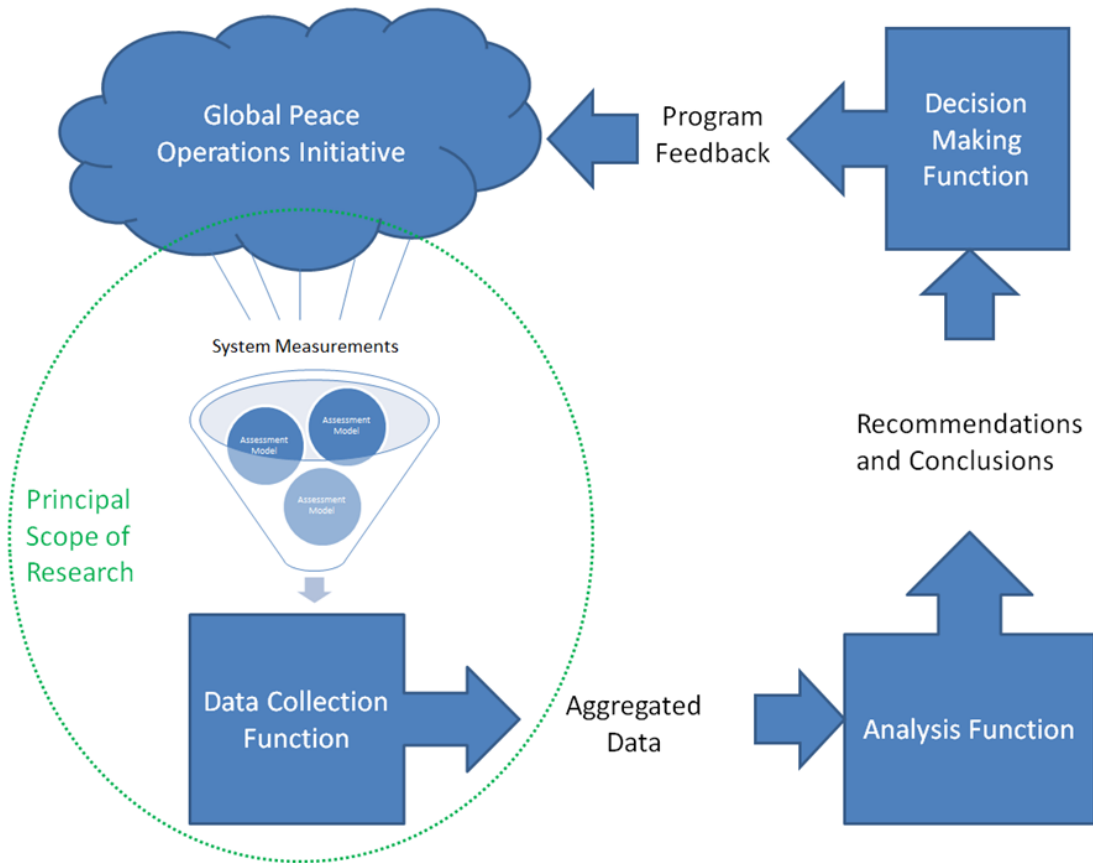 Global Peace
Operations Initiative
Program
Feedback
Decision
Making
Function
System Measurements
Assessment
Model
Assessment
Model
Assessment
Model
Principal
Scope of
Research
Recommendations
and Conclusions
Data Collection
Function
Aggregated
Data
Analysis Function